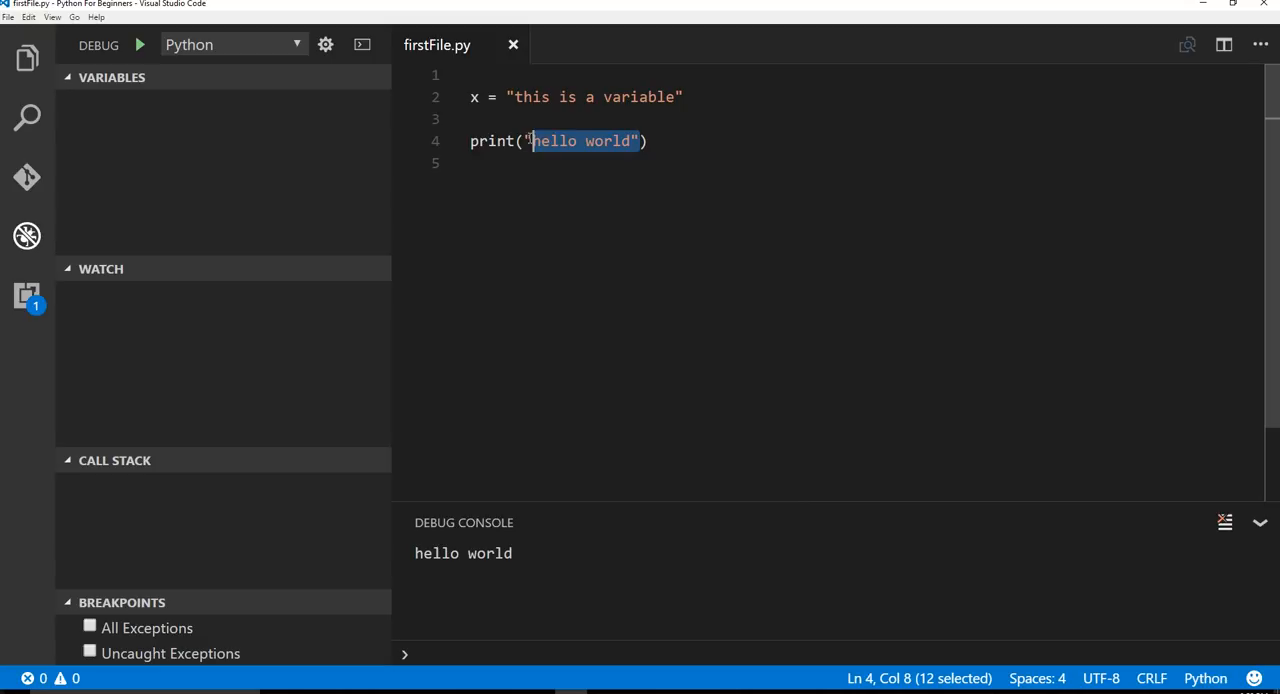 firstFile.py - Python For Beginners - Visual Studio Code
File Edit View Go Help
DEBUG Python
firstFile.py
VARIABLES
1
2 x = "this is a variable"
3
4 print("hello world")
5
WATCH
1
CALL STACK
DEBUG CONSOLE
hello world
BREAKPOINTS
All Exceptions
Uncaught Exceptions
0 0 Ln 4, Col 8 (12 selected) Spaces: 4 UTF-8 CRLF Python